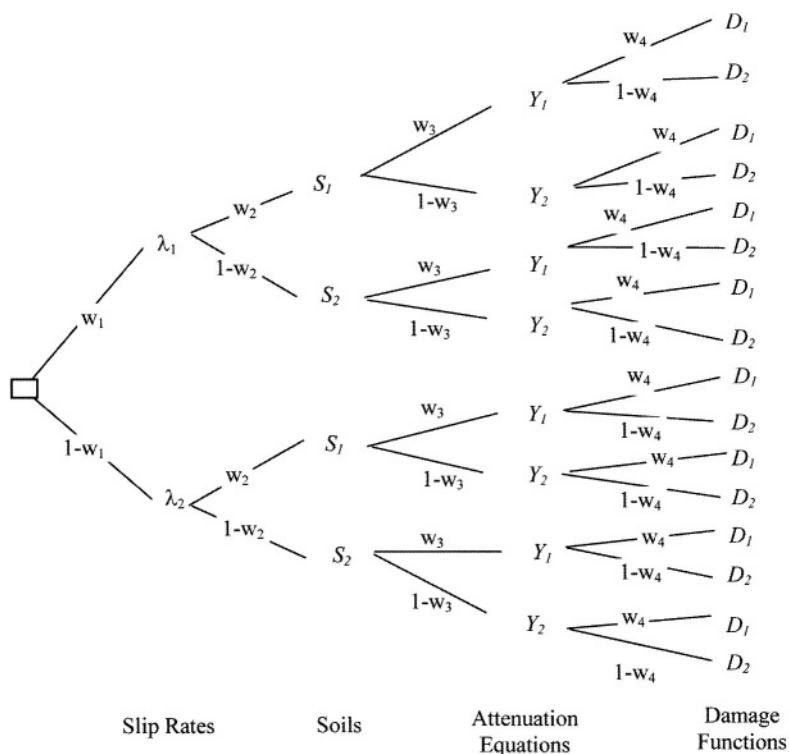 w₄
D₁
1-w₄
D₂
Y₁
w₃
w₄
D₁
S₁
1-w₄
D₂
1-w₃
Y₂
w₂
w₄
D₁
λ₁
1-w₄
D₂
w₃
Y₁
1-w₂
S₂
w₄
D₁
1-w₃
Y₂
w₁
1-w₄
D₂
w₄
D₁
w₃
Y₁
1-w₄
D₂
1-w₁
S₁
w₄
D₁
w₂
1-w₃
Y₂
1-w₄
D₂
λ₂
w₄
D₁
1-w₂
w₃
Y₁
S₂
1-w₄
D₂
1-w₃
w₄
D₁
Y₂
1-w₄
D₂
Slip Rates
Soils
Attenuation
Equations
Damage
Functions